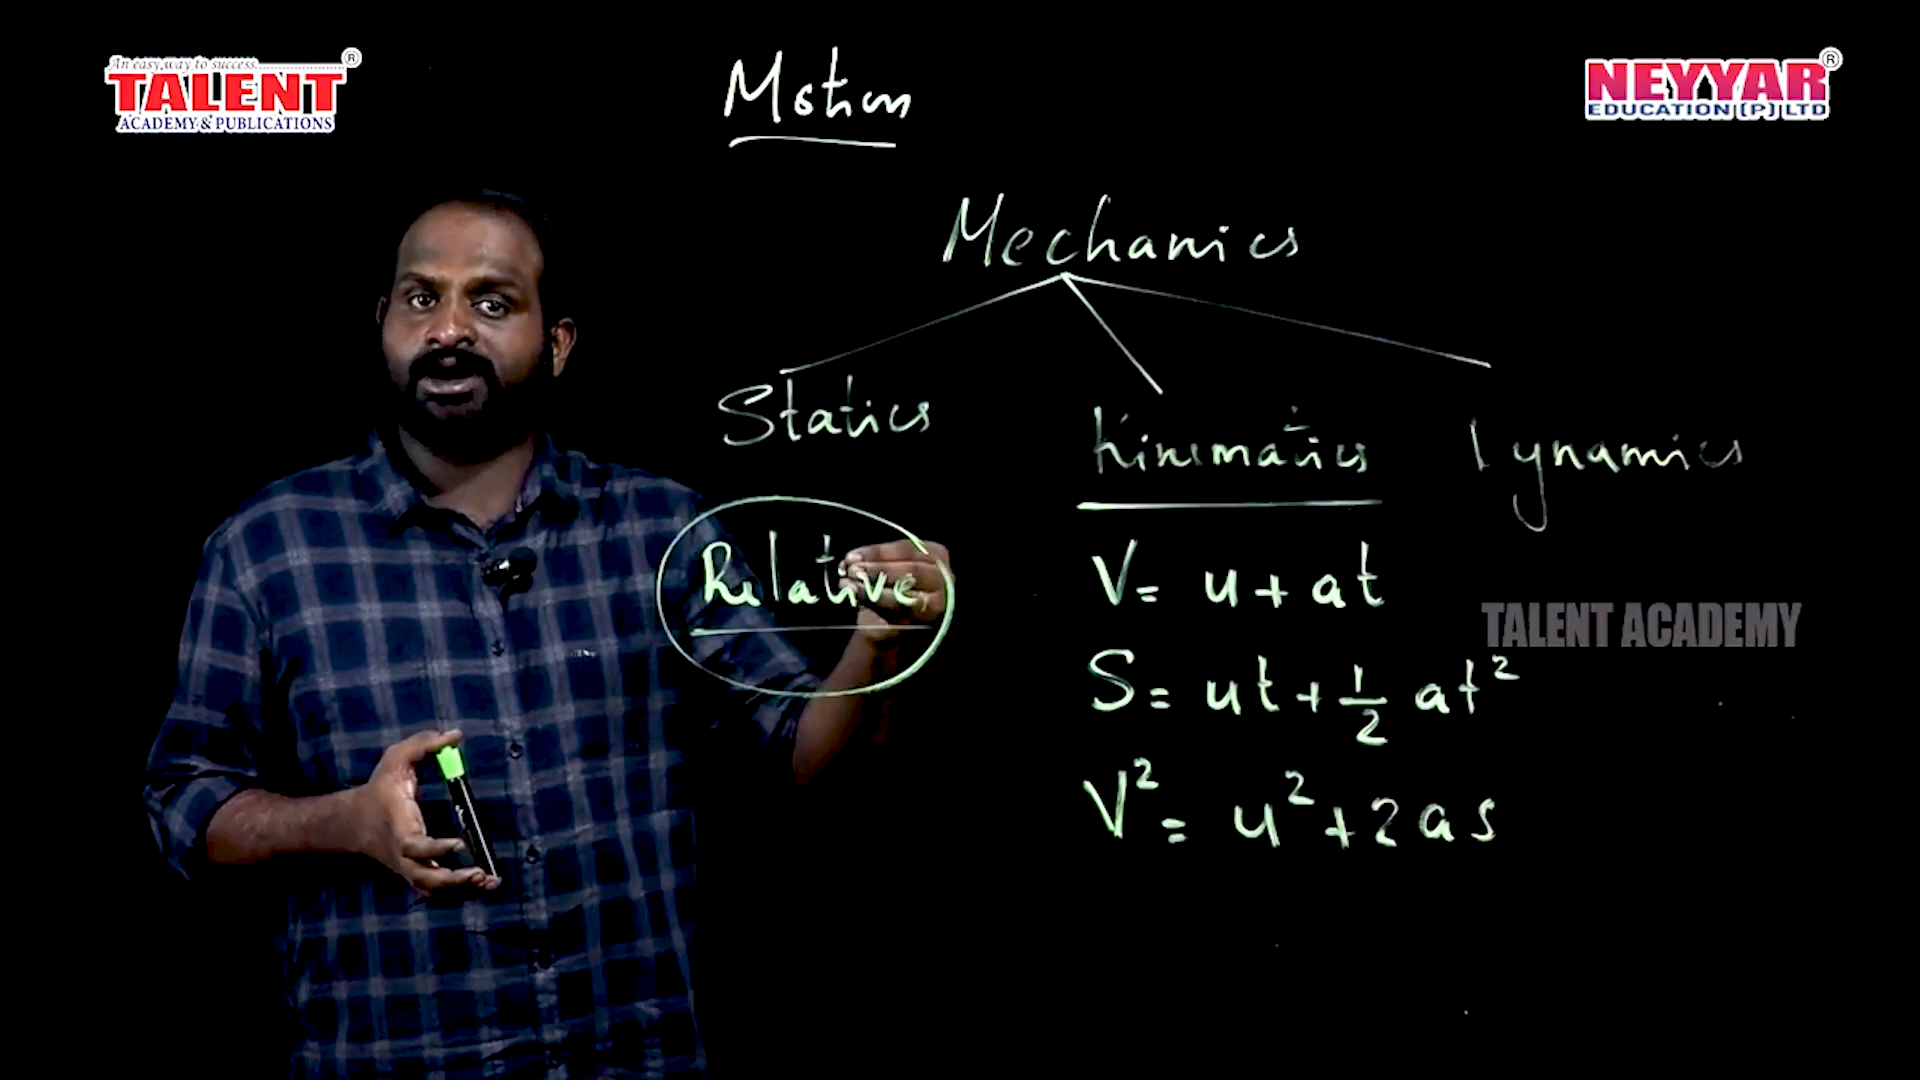 An easy way to success
TALENT ®
ACADEMY & PUBLICATIONS
NEYYAR ®
EDUCATION (P) LTD
Motion
Mechanics
Statics
Kinematics
Dynamics
Relative
V = u + at
S = ut + 1/2 at²
V² = u² + 2as
TALENT ACADEMY